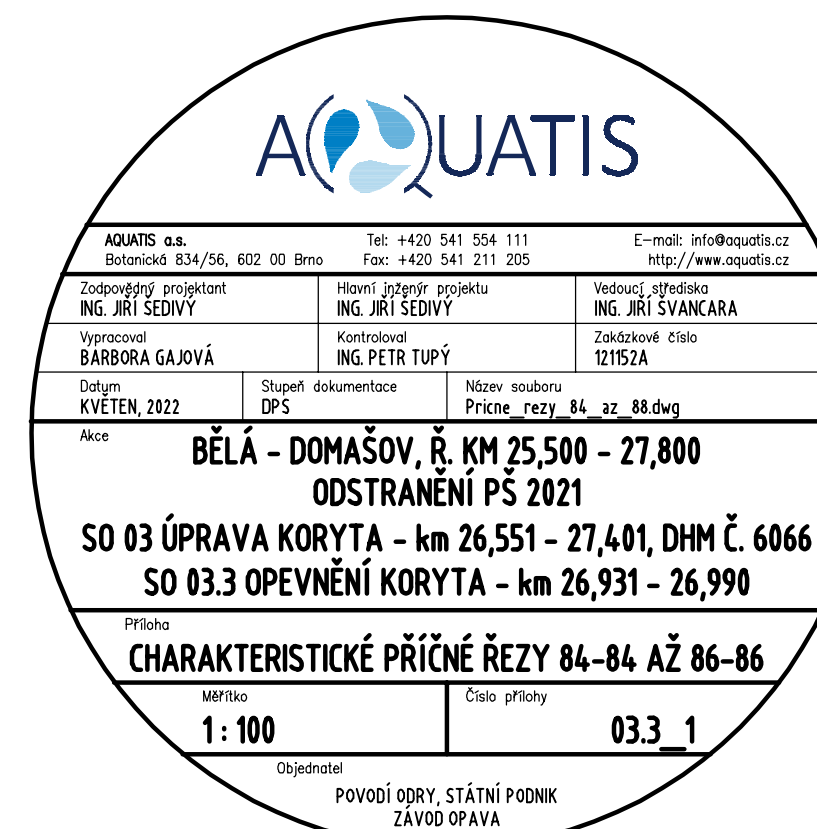 AQUATIS
AQUATIS a.s. Tel: +420 541 554 111 E-mail: info@aquatis.cz
Botanická 834/56, 602 00 Brno Fax: +420 541 211 205 http://www.aquatis.cz
Zodpovědný projektant Hlavní inženýr projektu Vedoucí střediska
ING. JIŘÍ ŠEDIVÝ ING. JIŘÍ ŠEDIVÝ ING. JIŘÍ ŠVANCARA
Vypracoval Kontroloval Zakázkové číslo
BARBORA GAJOVÁ ING. PETR TUPÝ 121152A
Datum Stupeň dokumentace Název souboru
KVĚTEN, 2022 DPS Pricne_rezy_84_az_88.dwg
Akce
BĚLÁ - DOMAŠOV, Ř. KM 25,500 - 27,800
ODSTRANĚNÍ PŠ 2021
SO 03 ÚPRAVA KORYTA - km 26,551 - 27,401, DHM Č. 6066
SO 03.3 OPEVNĚNÍ KORYTA - km 26,931 - 26,990
Příloha
CHARAKTERISTICKÉ PŘÍČNÉ ŘEZY 84-84 AŽ 86-86
Měřítko Číslo přílohy
1 : 100 03.3_1
Objednatel
POVODÍ ODRY, STÁTNÍ PODNIK
ZÁVOD OPAVA